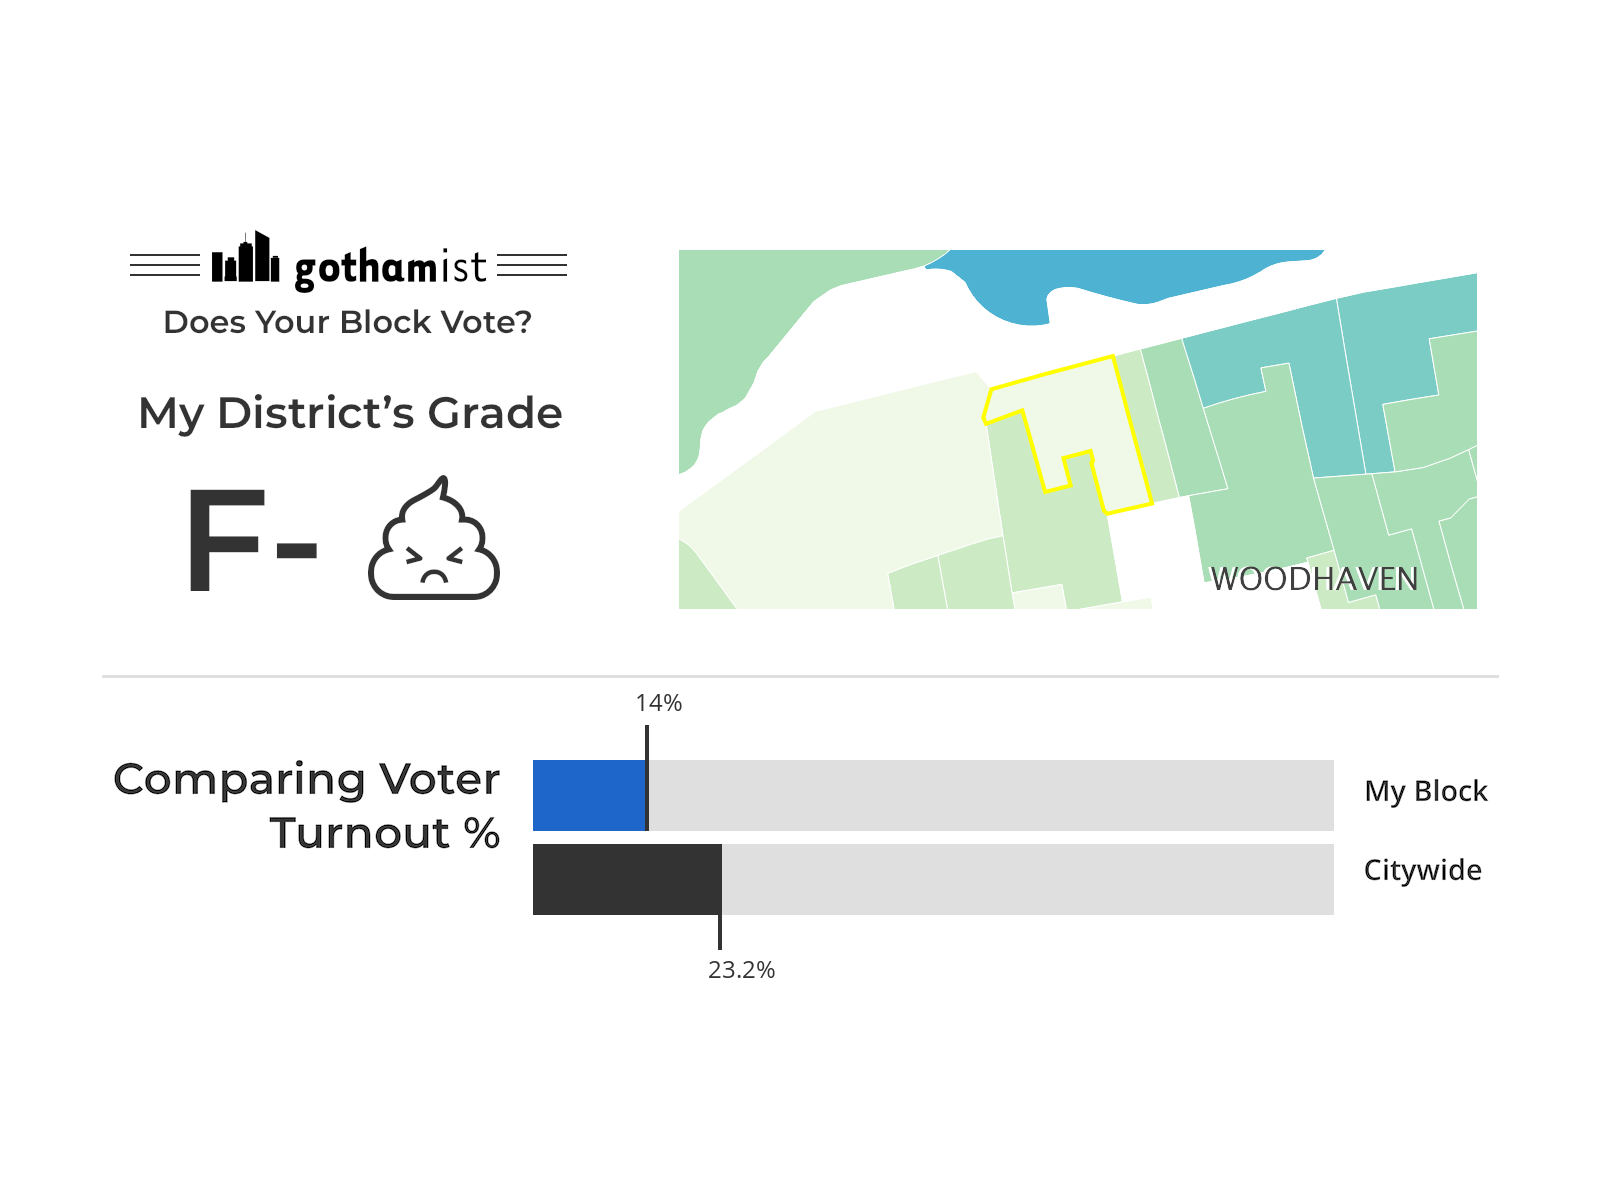 gothamist
Does Your Block Vote?
My District’s Grade
F-
WOODHAVEN
14%
Comparing Voter
Turnout %
My Block
Citywide
23.2%